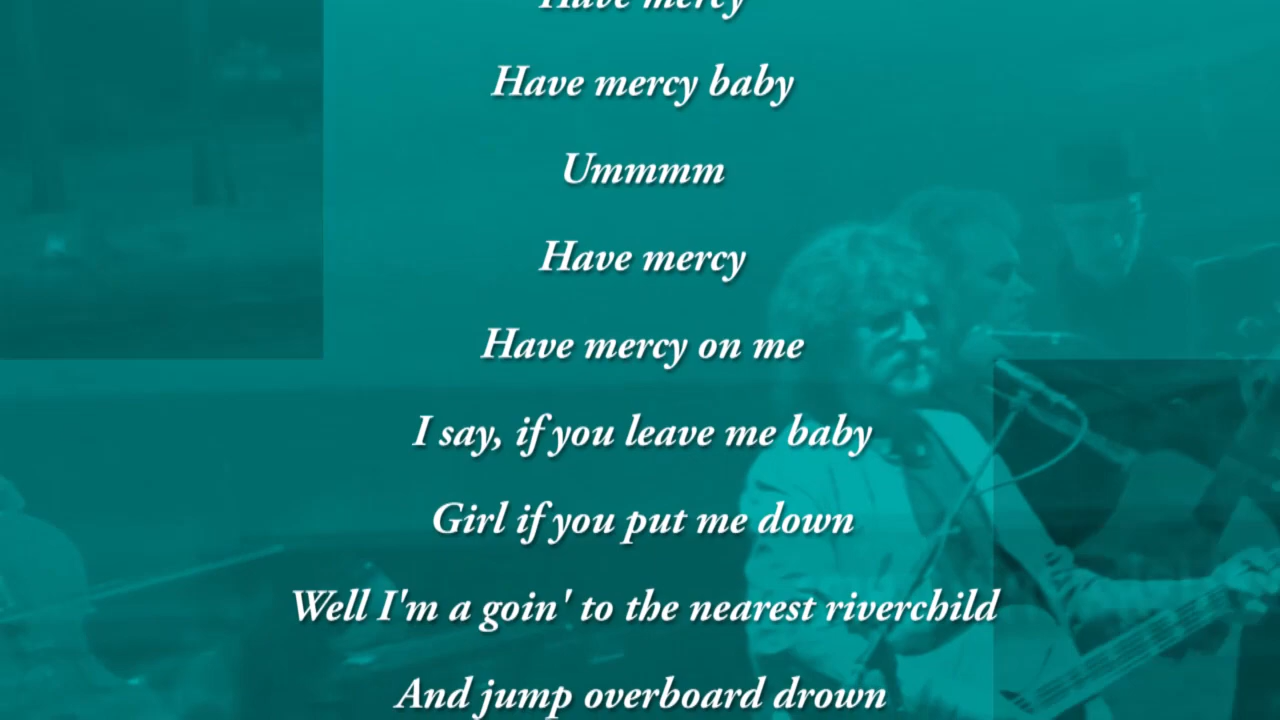 Have mercy
Have mercy baby
Ummmm
Have mercy
Have mercy on me
I say, if you leave me baby
Girl if you put me down
Well I'm a goin' to the nearest riverchild
And jump overboard drown